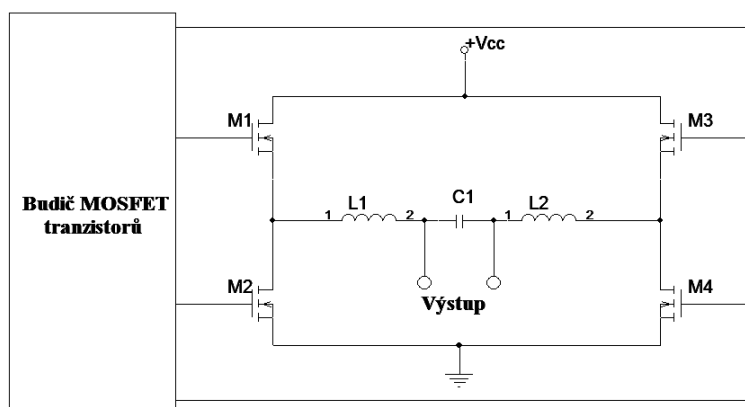 +Vcc
M1
M3
Budič MOSFET
tranzistorů
1 L1 2 C1 1 L2 2
M2
M4
Výstup